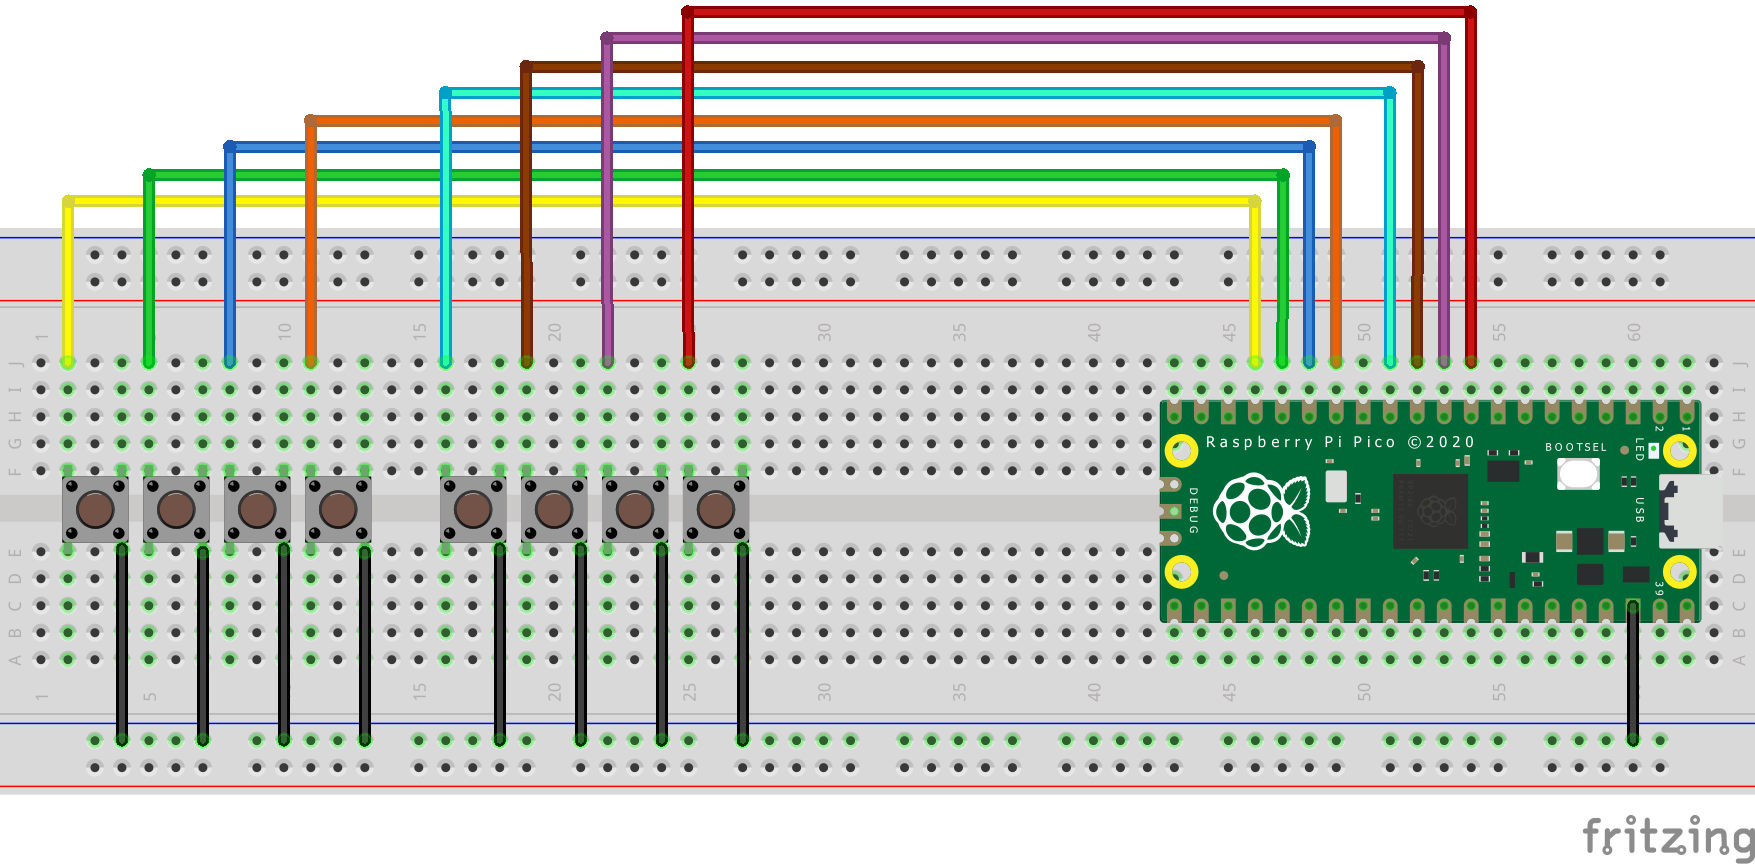 1 10 15 20 30 35 40 45 50 55 60
J J
I I
H H
G G
F F
Raspberry Pi Pico ©2020
BOOTSEL
LED
2 1
DEBUG
USB
39
E E
D D
C C
B B
A A
1 5 15 20 25 30 35 40 45 50 55
fritzing